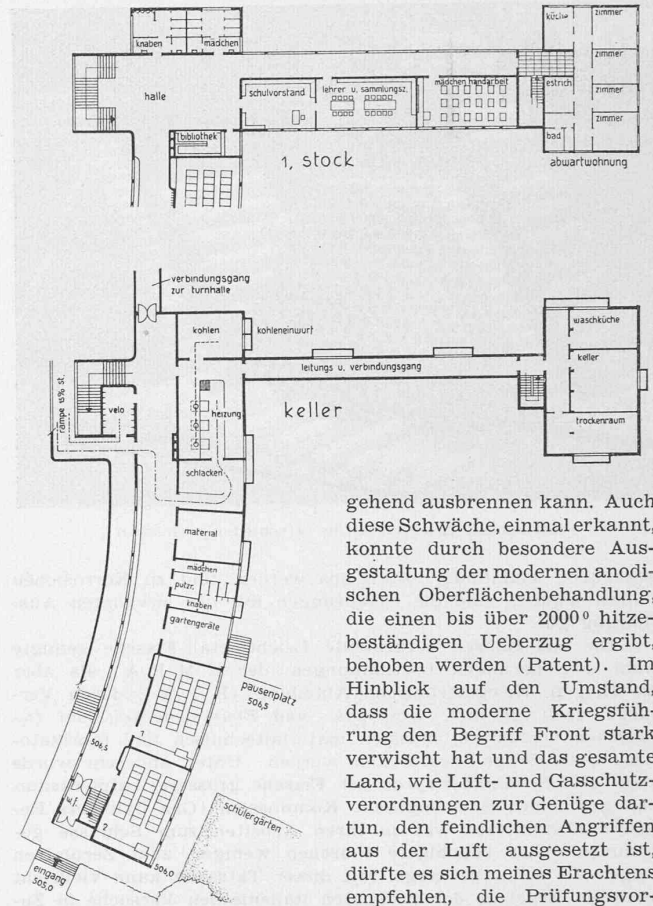 küche
zimmer
zimmer
zimmer
zimmer
knaben
mädchen
halle
schulvorstand
lehrer u. sammlungsz.
mädchen handarbeit
estrich
bibliothek
bad
1. stock
abwartwohnung
verbindungsgang
zur turnhalle
kohlen
kohleneinwurf
waschküche
leitungs u. verbindungsgang
keller
rampe 15% st.
velo
heizung
keller
trockenraum
schlacken
material
mädchen
putzr.
knaben
gartengeräte
pausenplatz
506,5
506,5
w.f.
2
schülergärten
506,0
eingang
505,0
gehend ausbrennen kann. Auch
diese Schwäche, einmal erkannt,
konnte durch besondere Aus-
gestaltung der modernen anodi-
schen Oberflächenbehandlung,
die einen bis über 2000⁰ hitze-
beständigen Ueberzug ergibt,
behoben werden (Patent). Im
Hinblick auf den Umstand,
dass die moderne Kriegsfüh-
rung den Begriff Front stark
verwischt hat und das gesamte
Land, wie Luft- und Gasschutz-
verordnungen zur Genüge dar-
tun, den feindlichen Angriffen
aus der Luft ausgesetzt ist,
dürfte es sich meines Erachtens
empfehlen, die Prüfungsvor-